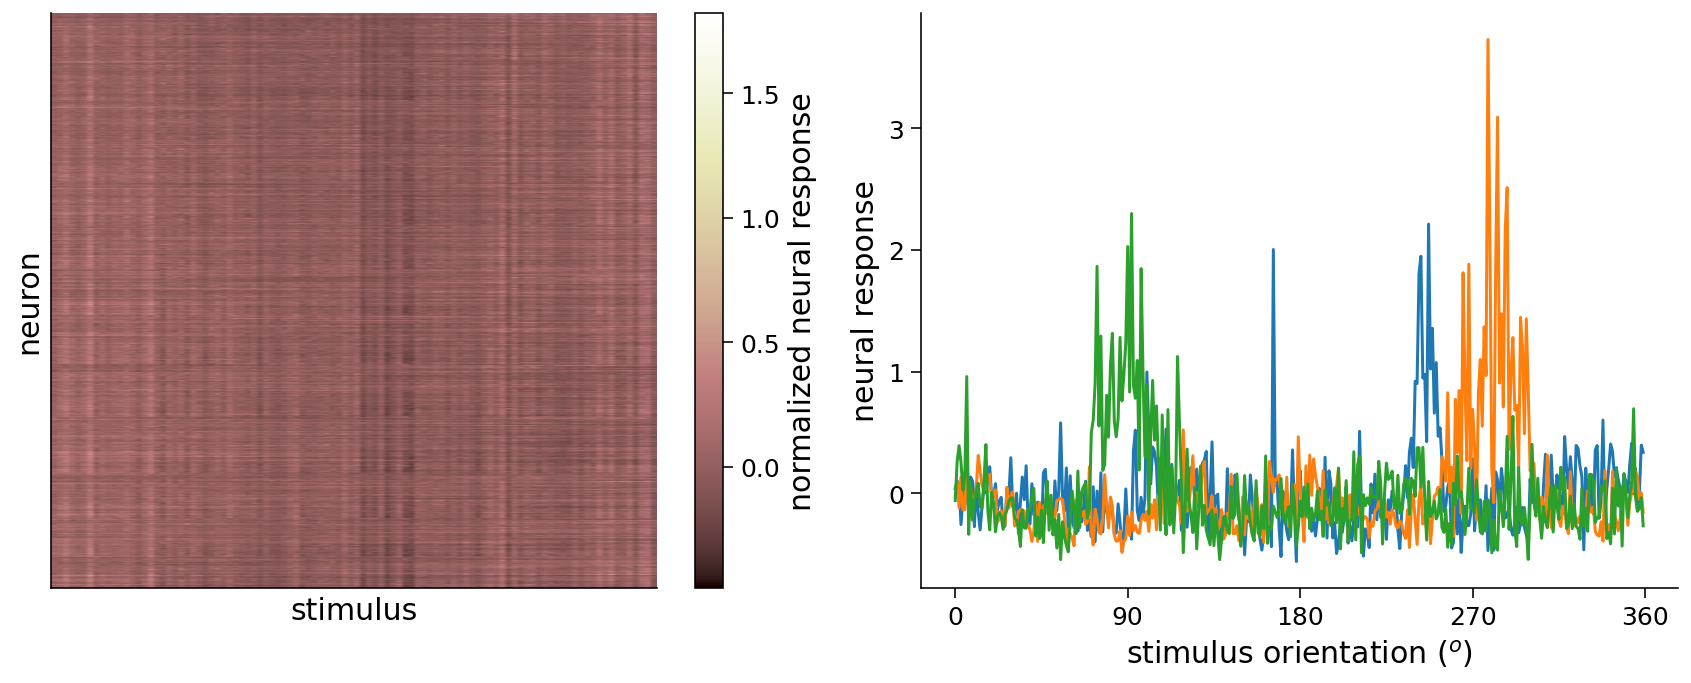 neuron
stimulus
1.5
1.0
0.5
0.0
normalized neural response
neural response
3
2
1
0
0 90 180 270 360
stimulus orientation (°)